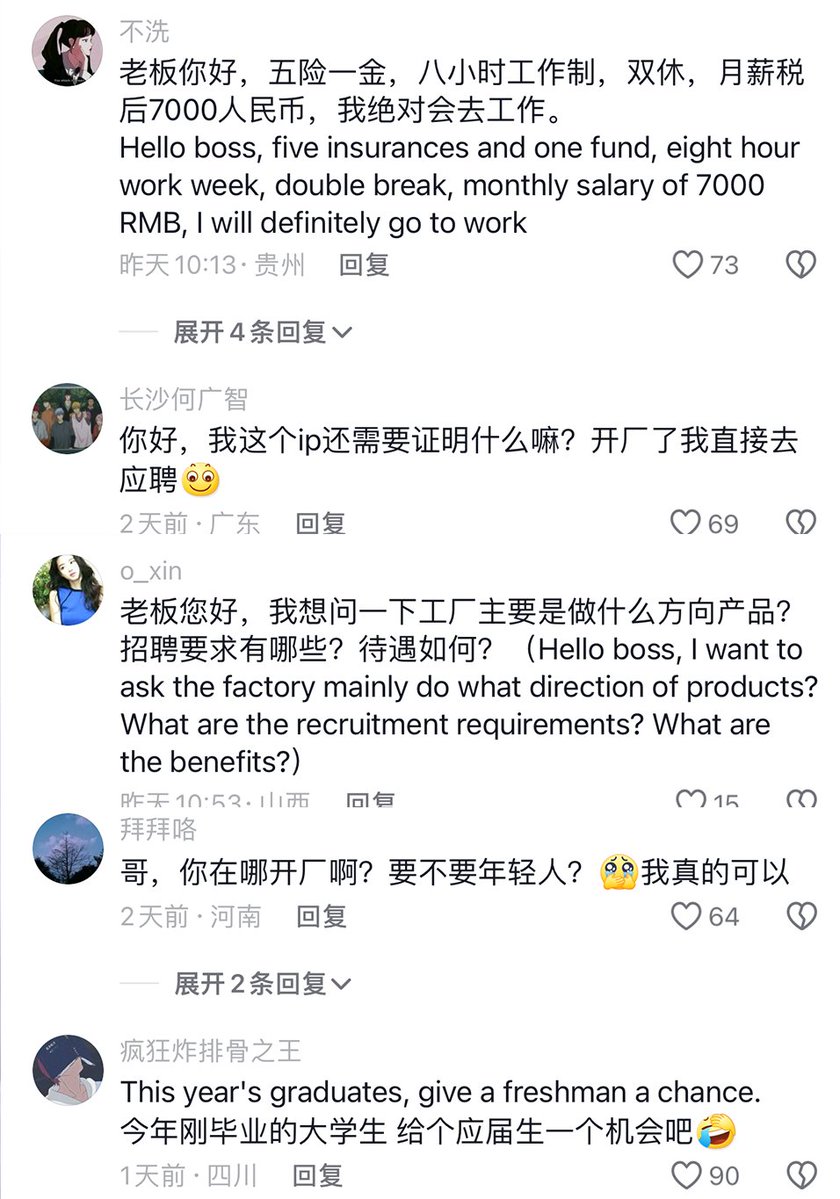 不洗
老板你好，五险一金，八小时工作制，双休，月薪税
后7000人民币，我绝对会去工作。
Hello boss, five insurances and one fund, eight hour
work week, double break, monthly salary of 7000
RMB, I will definitely go to work
昨天10:13·贵州 回复 73
展开4条回复
长沙何广智
你好，我这个ip还需要证明什么嘛？开厂了我直接去
应聘
2天前·广东 回复 69
o_xin
老板您好，我想问一下工厂主要是做什么方向产品？
招聘要求有哪些？待遇如何？（Hello boss, I want to
ask the factory mainly do what direction of products?
What are the recruitment requirements? What are
the benefits?)
昨天10:53·山西 回复 15
拜拜咯
哥，你在哪开厂啊？要不要年轻人？我真的可以
2天前·河南 回复 64
展开2条回复
疯狂炸排骨之王
This year's graduates, give a freshman a chance.
今年刚毕业的大学生 给个应届生一个机会吧
1天前·四川 回复 90